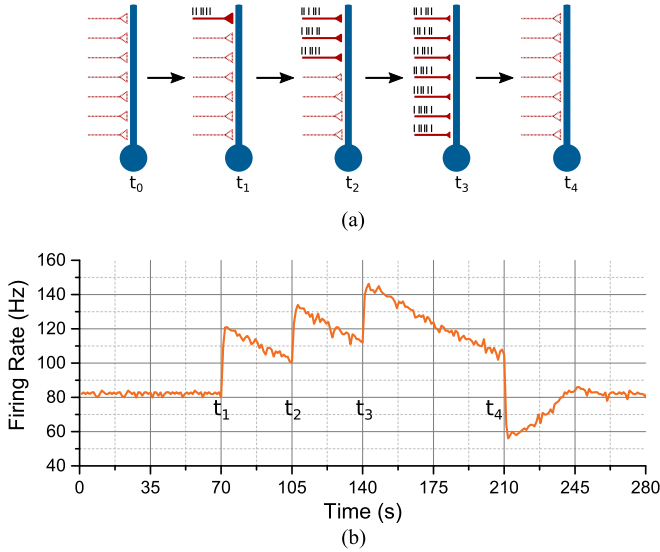 t0 t1 t2 t3 t4
(a)
160
140
120
100
80
60
40
Firing Rate (Hz)
t1 t2 t3 t4
0 35 70 105 140 175 210 245 280
Time (s)
(b)